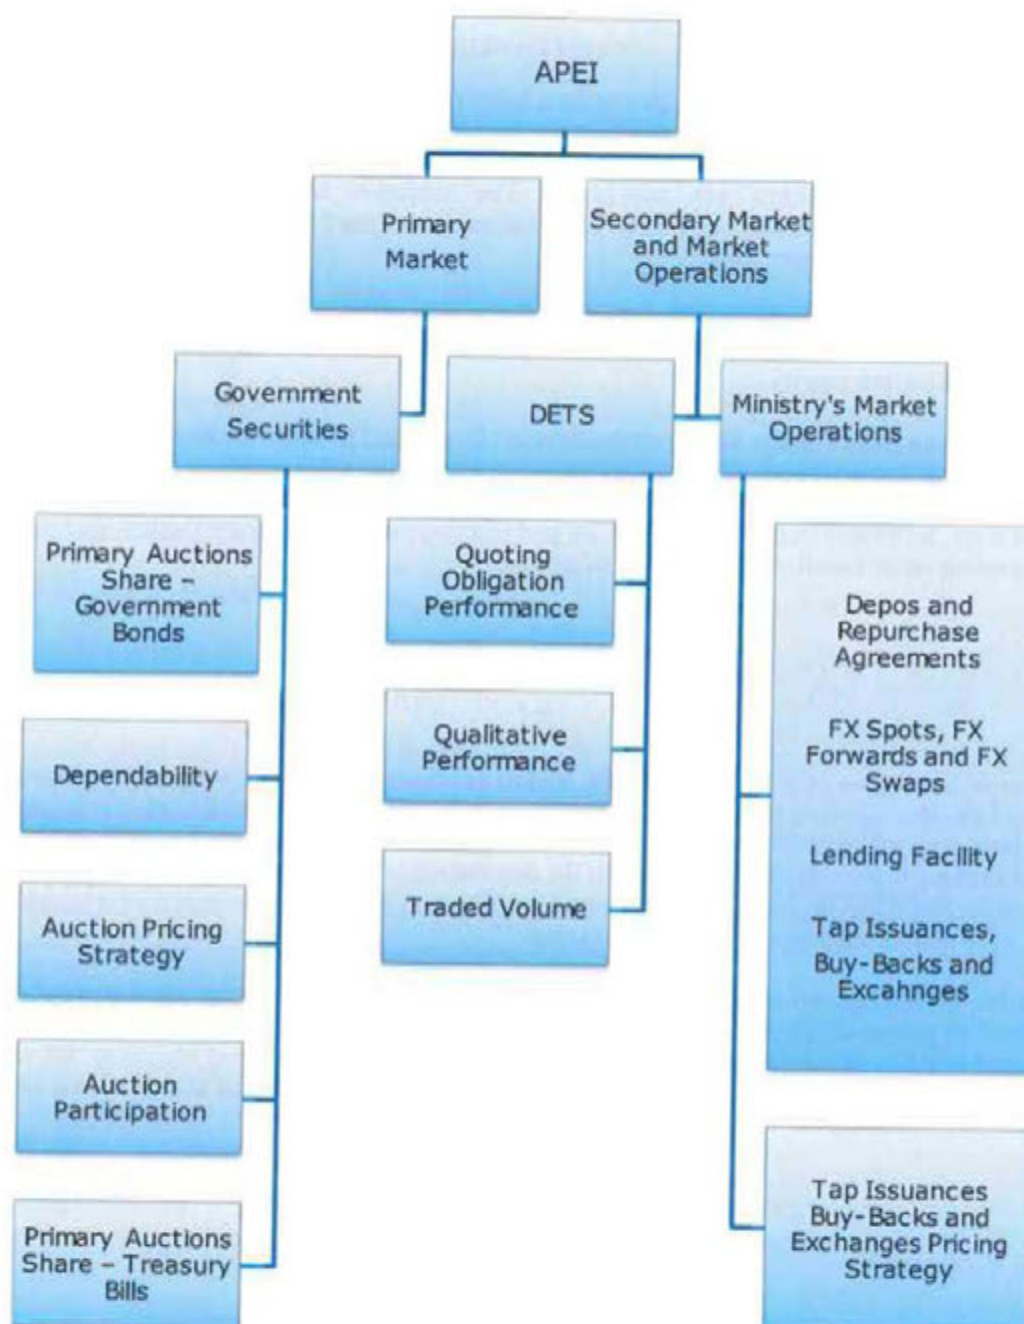 APEI
Primary
Market
Secondary Market
and Market
Operations
Government
Securities
DETS
Ministry's Market
Operations
Primary Auctions
Share –
Government
Bonds
Dependability
Auction Pricing
Strategy
Auction
Participation
Primary Auctions
Share – Treasury
Bills
Quoting
Obligation
Performance
Qualitative
Performance
Traded Volume
Depos and
Repurchase
Agreements
FX Spots, FX
Forwards and FX
Swaps
Lending Facility
Tap Issuances,
Buy-Backs and
Excahnges
Tap Issuances
Buy-Backs and
Exchanges Pricing
Strategy